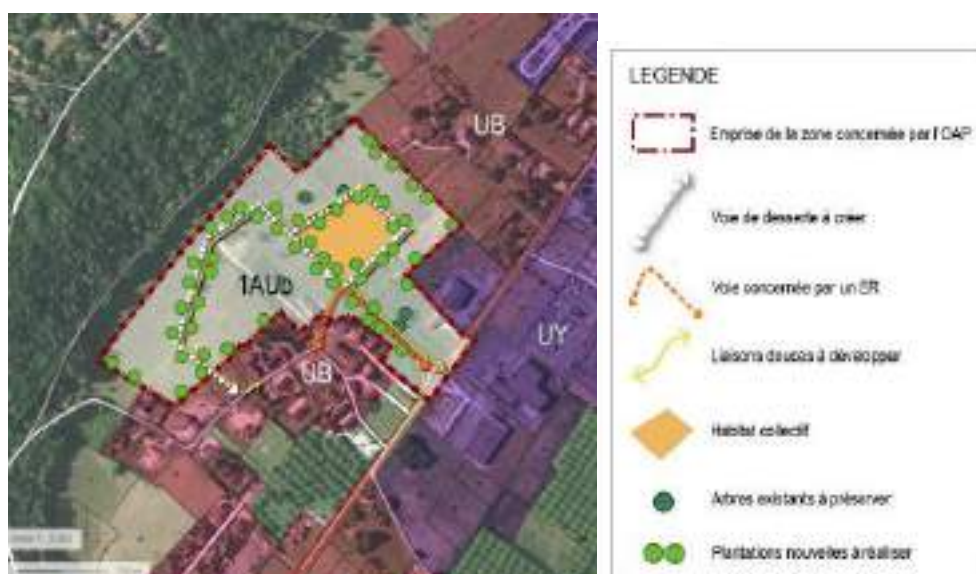 UB
1AUb
UY
UB
LEGENDE
Emprise de la zone concernée par l'OAP
Voie de desserte à créer
Voie concernée par un ER
Liaisons douces à développer
Habitat collectif
Arbres existants à préserver
Plantations nouvelles à réaliser